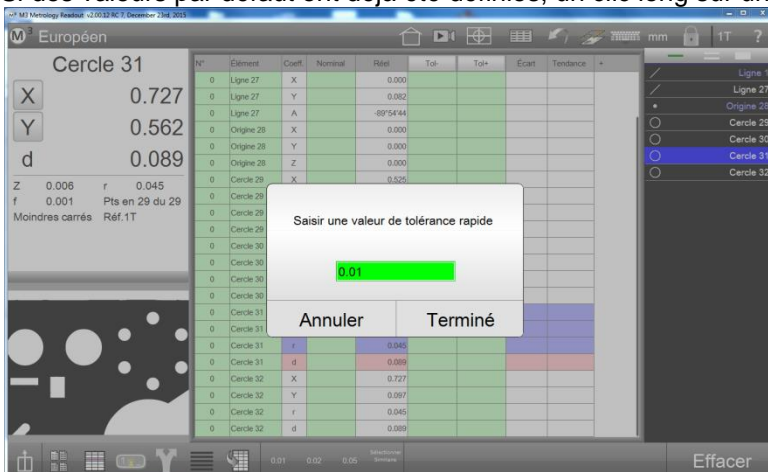 Si des valeurs par défaut ont déjà été définies, un clic long sur un
M3 Metrology Readout v2.00.12 RC 7, December 23rd, 2015
M³ Européen
mm 1T ?
Cercle 31
X 0.727
Y 0.562
d 0.089
Z 0.006 r 0.045
f 0.001 Pts en 29 du 29
Moindres carrés Réf.1T
N° Élément Coeff. Nominal Réel Tol- Tol+ Écart Tendance +
0 Ligne 27 X 0.000
0 Ligne 27 Y 0.082
0 Ligne 27 A -89°54'44
0 Origine 28 X 0.000
0 Origine 28 Y 0.000
0 Origine 28 Z 0.000
0 Cercle 29 X 0.525
0 Cercle 29
0 Cercle 29
0 Cercle 29
0 Cercle 30
0 Cercle 30
0 Cercle 30
0 Cercle 30
0 Cercle 31
0 Cercle 31
0 Cercle 31 r 0.045
0 Cercle 31 d 0.089
0 Cercle 32 X 0.727
0 Cercle 32 Y 0.097
0 Cercle 32 r 0.045
0 Cercle 32 d 0.089
Saisir une valeur de tolérance rapide
0.01
Annuler Terminé
Ligne 1
Ligne 27
Origine 28
Cercle 29
Cercle 30
Cercle 31
Cercle 32
0.01 0.02 0.05 Sélectionner Similaire
Effacer